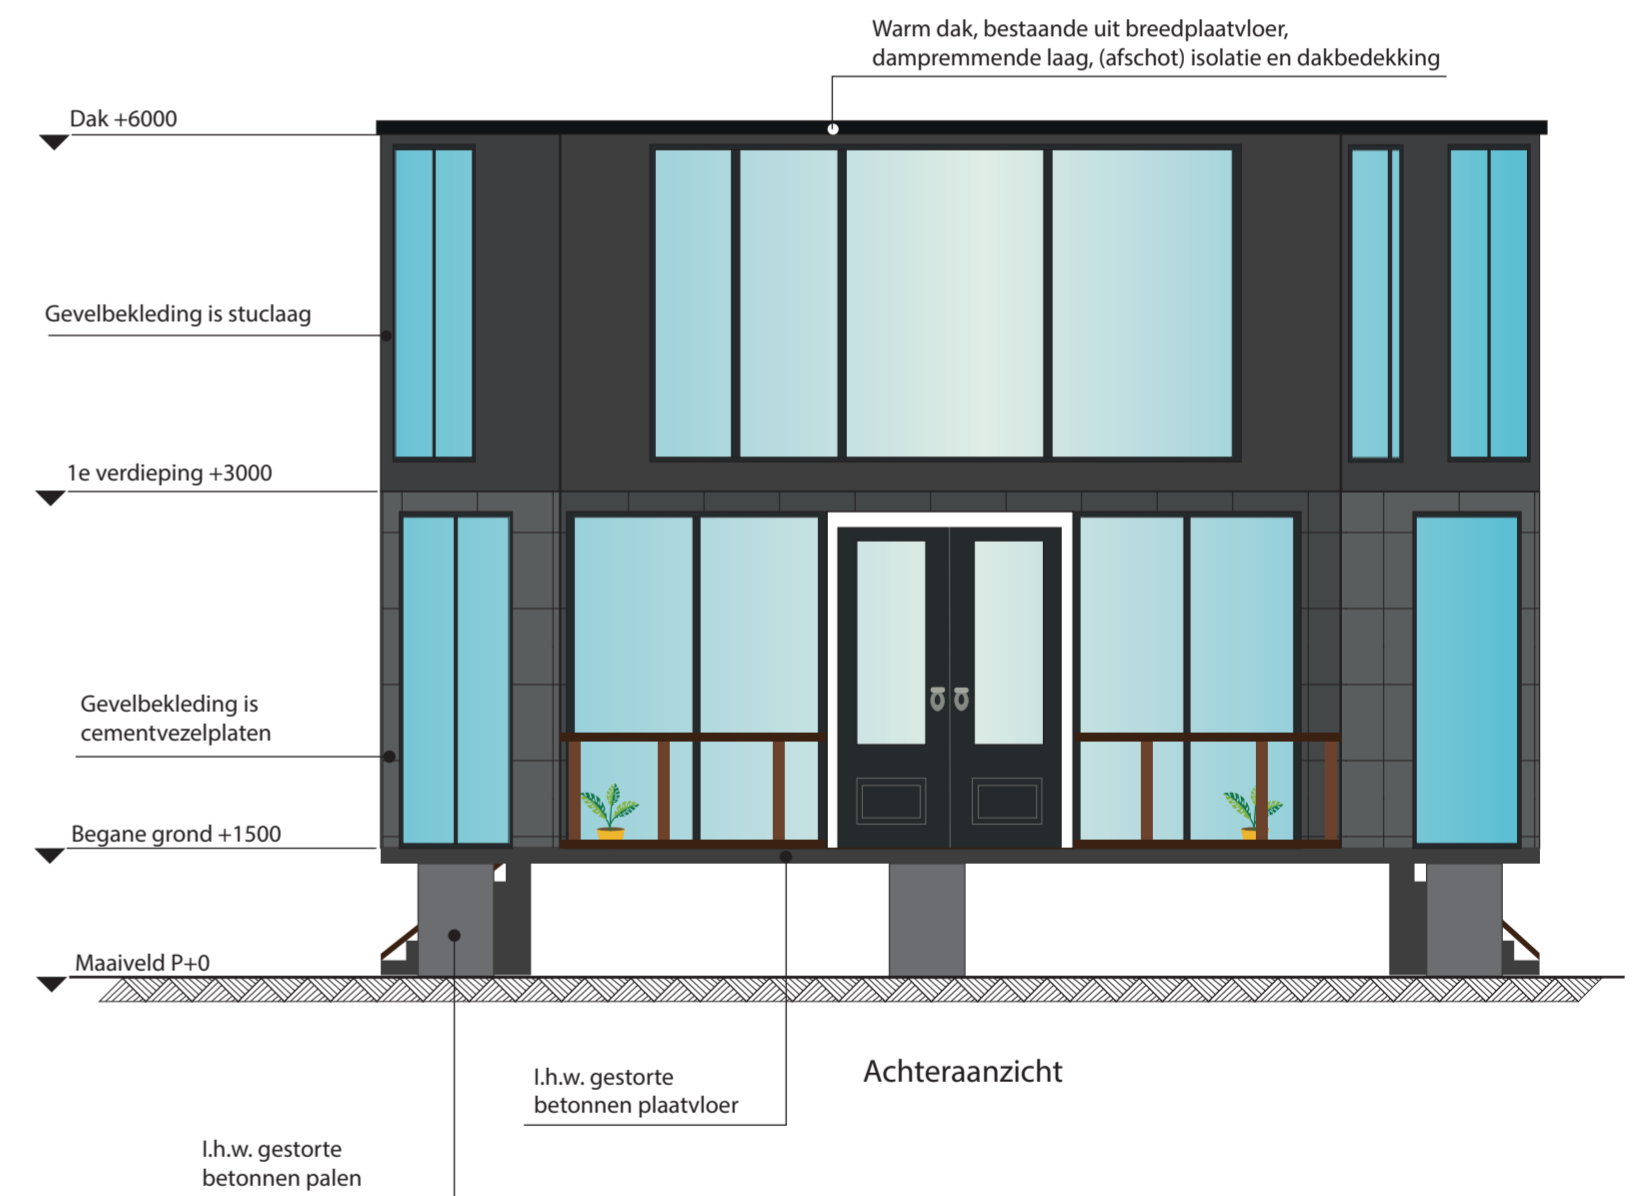 Warm dak, bestaande uit breedplaatvloer,
dampremmende laag, (afschot) isolatie en dakbedekking
Dak +6000
Gevelbekleding is stuclaag
1e verdieping +3000
Gevelbekleding is
cementvezelplaten
Begane grond +1500
Maaiveld P+0
Achteraanzicht
I.h.w. gestorte
betonnen plaatvloer
I.h.w. gestorte
betonnen palen